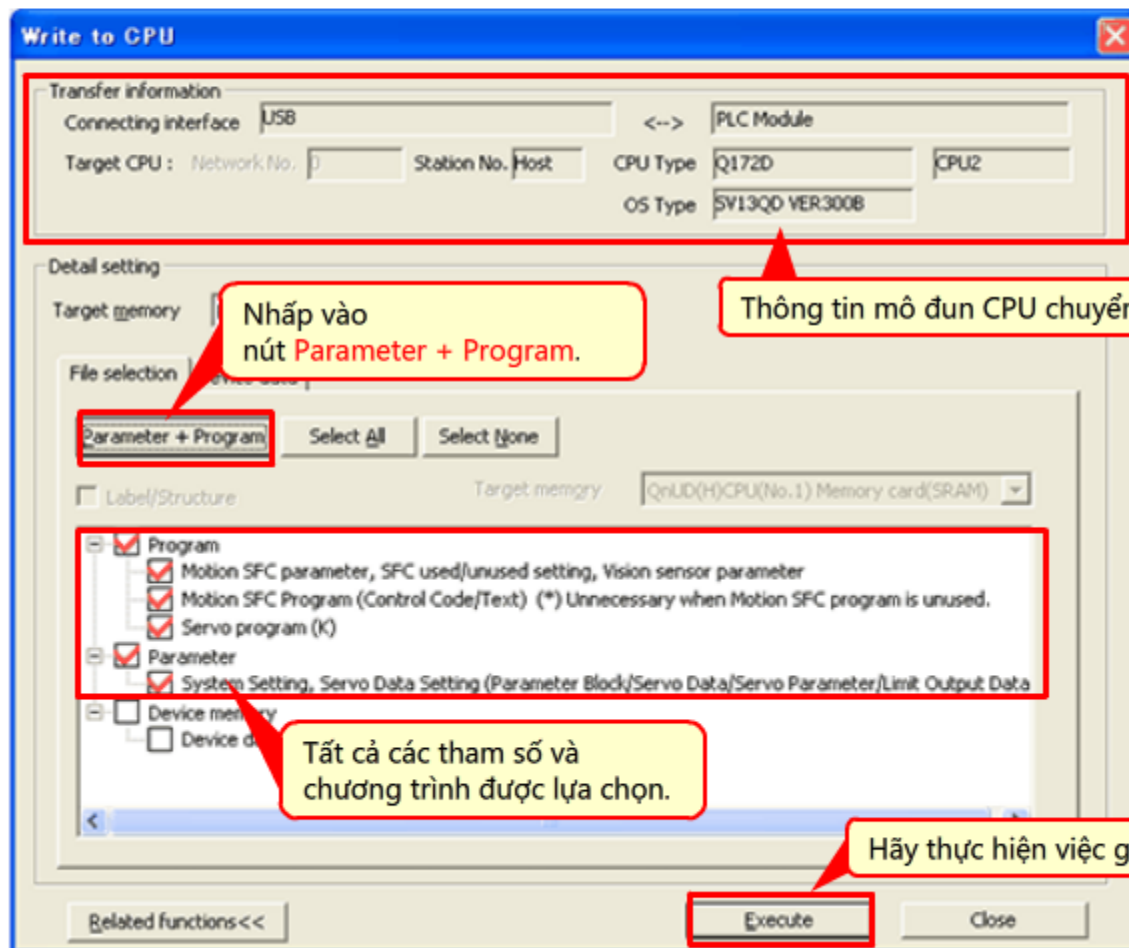 Write to CPU
Transfer information
Connecting interface USB <--> PLC Module
Target CPU : Network No. 0 Station No. Host CPU Type Q172D CPU2
OS Type SV13QD VER300B
Detail setting
Target memory
Thông tin mô đun CPU chuyển
Nhấp vào
nút Parameter + Program.
File selection
Parameter + Program Select All Select None
Label/Structure Target memory QnUD(H)CPU(No.1) Memory card(SRAM)
Program
Motion SFC parameter, SFC used/unused setting, Vision sensor parameter
Motion SFC Program (Control Code/Text) (*) Unnecessary when Motion SFC program is unused.
Servo program (K)
Parameter
System Setting, Servo Data Setting (Parameter Block/Servo Data/Servo Parameter/Limit Output Data
Device memory
Device
Tất cả các tham số và
chương trình được lựa chọn.
Hãy thực hiện việc
Related functions<< Execute Close